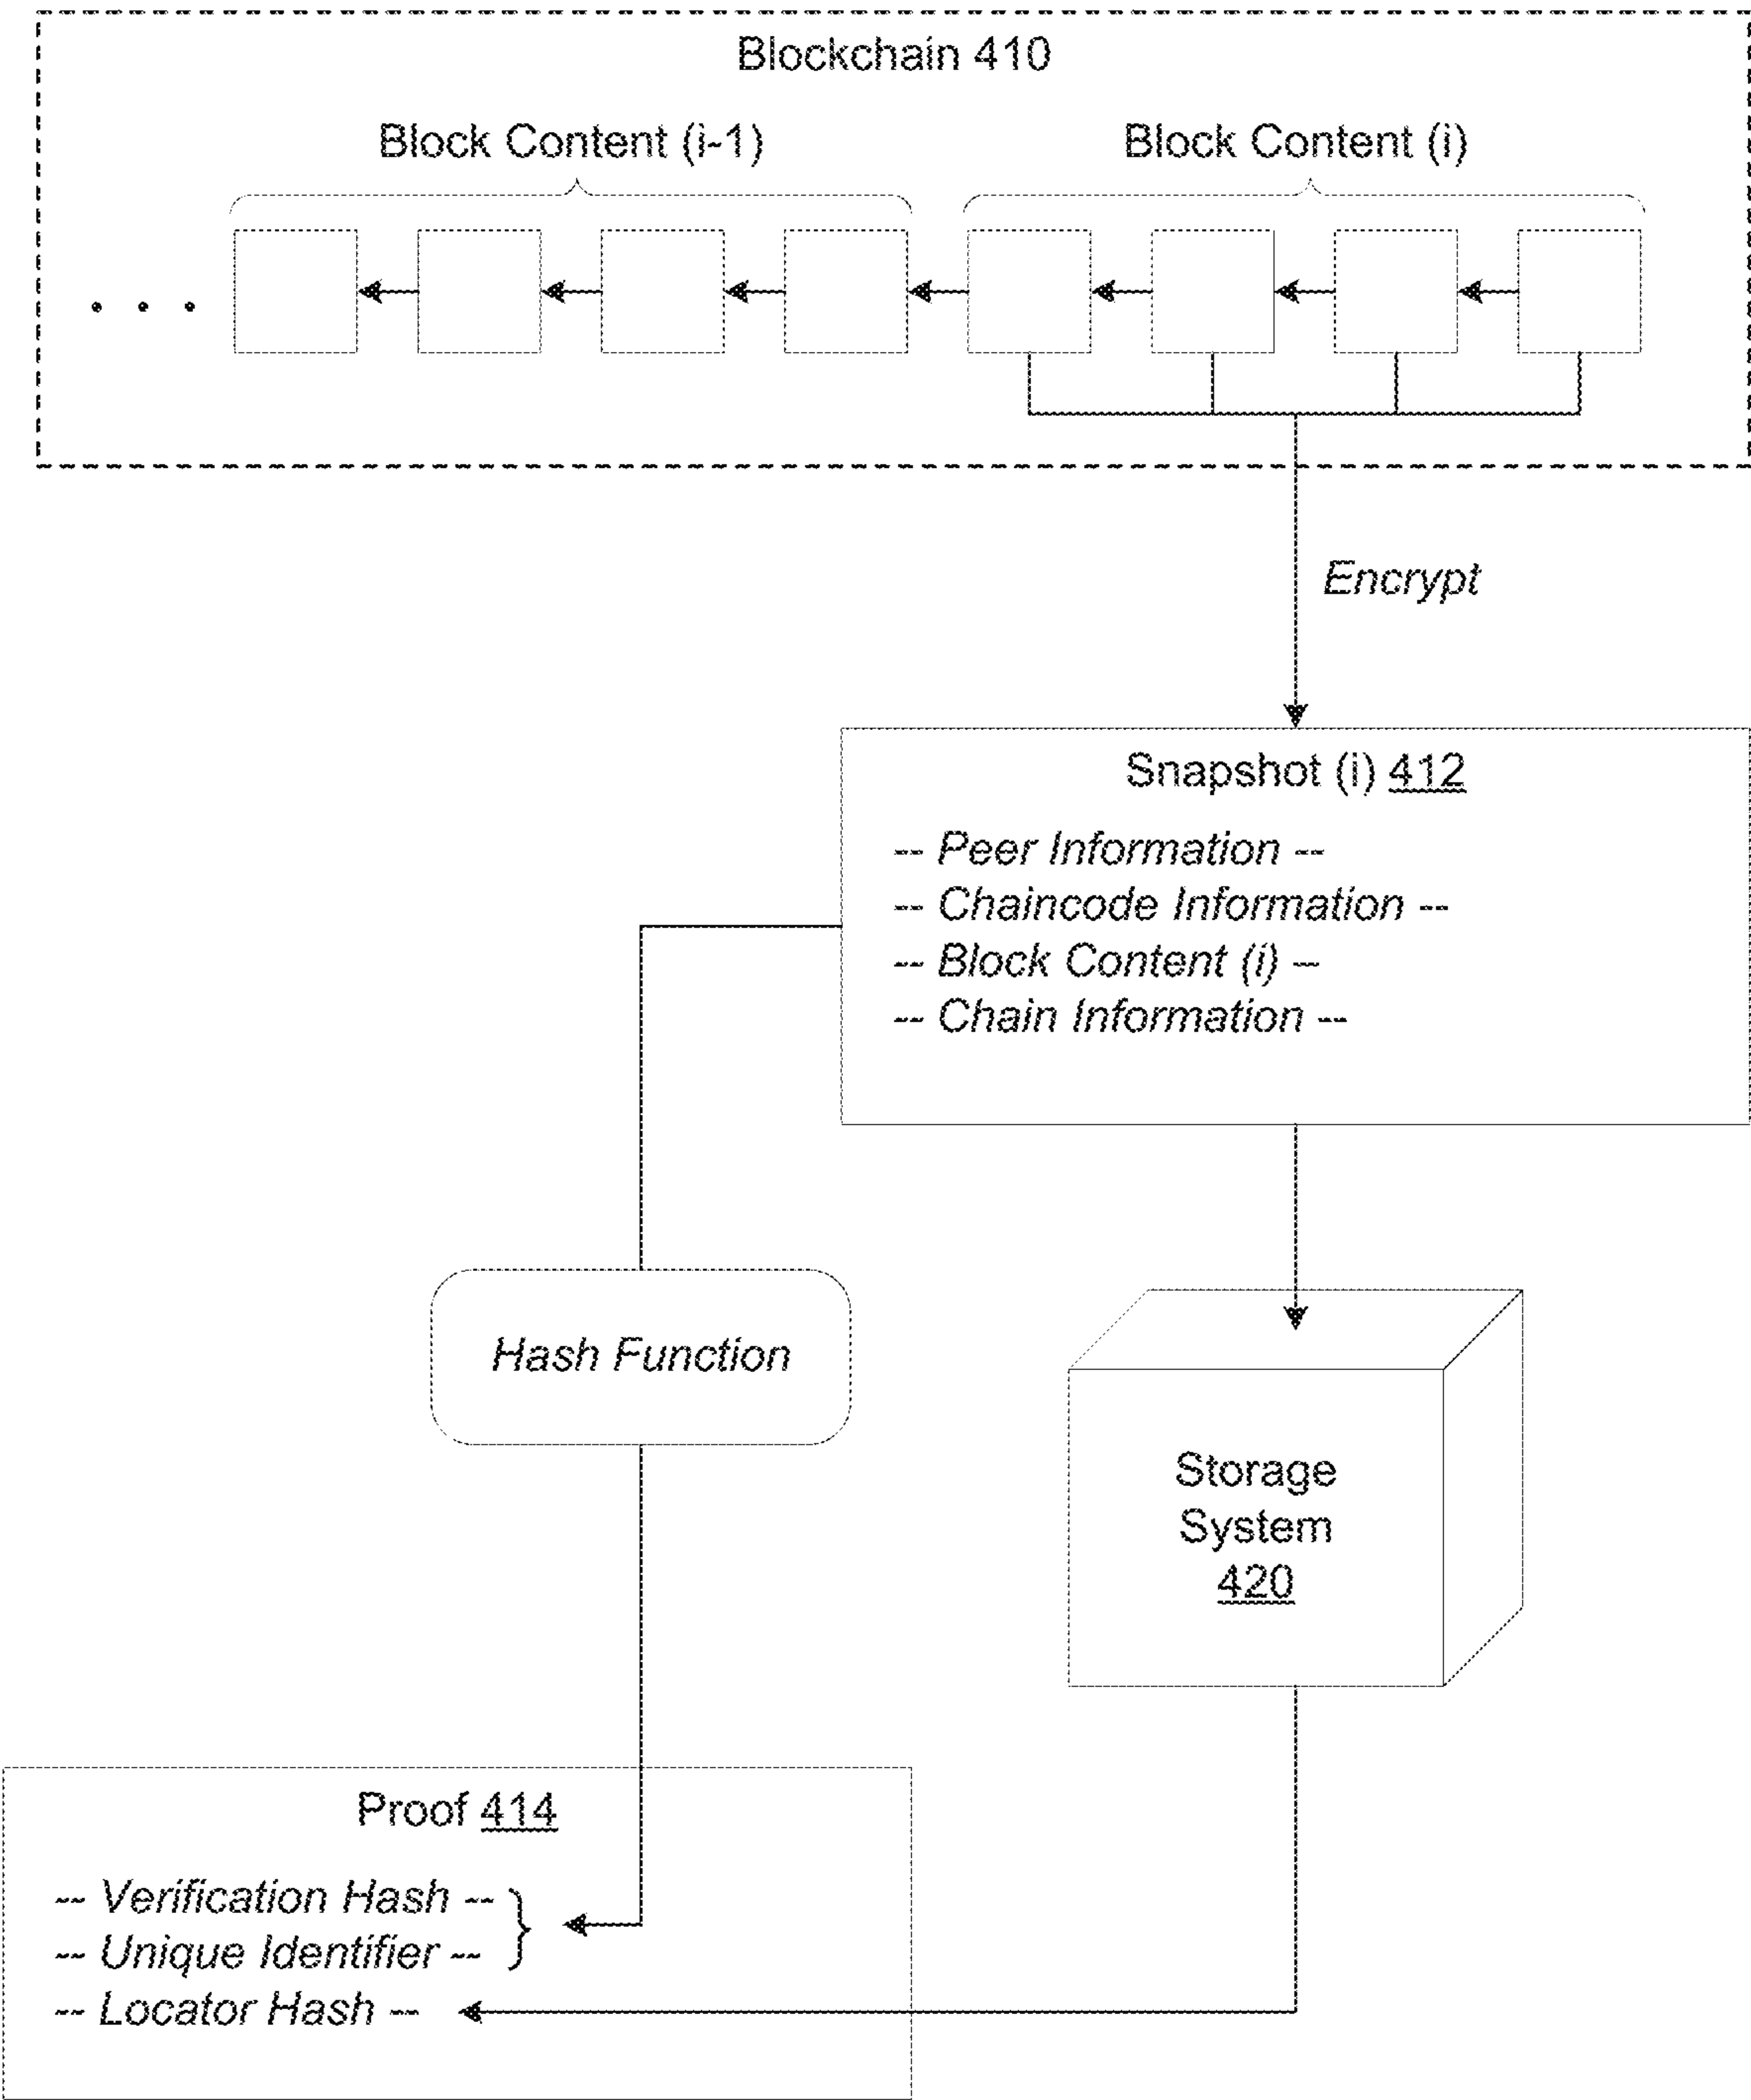 Blockchain 410
Block Content (i-1)
Block Content (i)
. . .
Encrypt
Snapshot (i) 412
-- Peer Information --
-- Chaincode Information --
-- Block Content (i) –
-- Chain Information --
Hash Function
Storage
System
420
Proof 414
-- Verification Hash --
-- Unique Identifier --
-- Locator Hash --